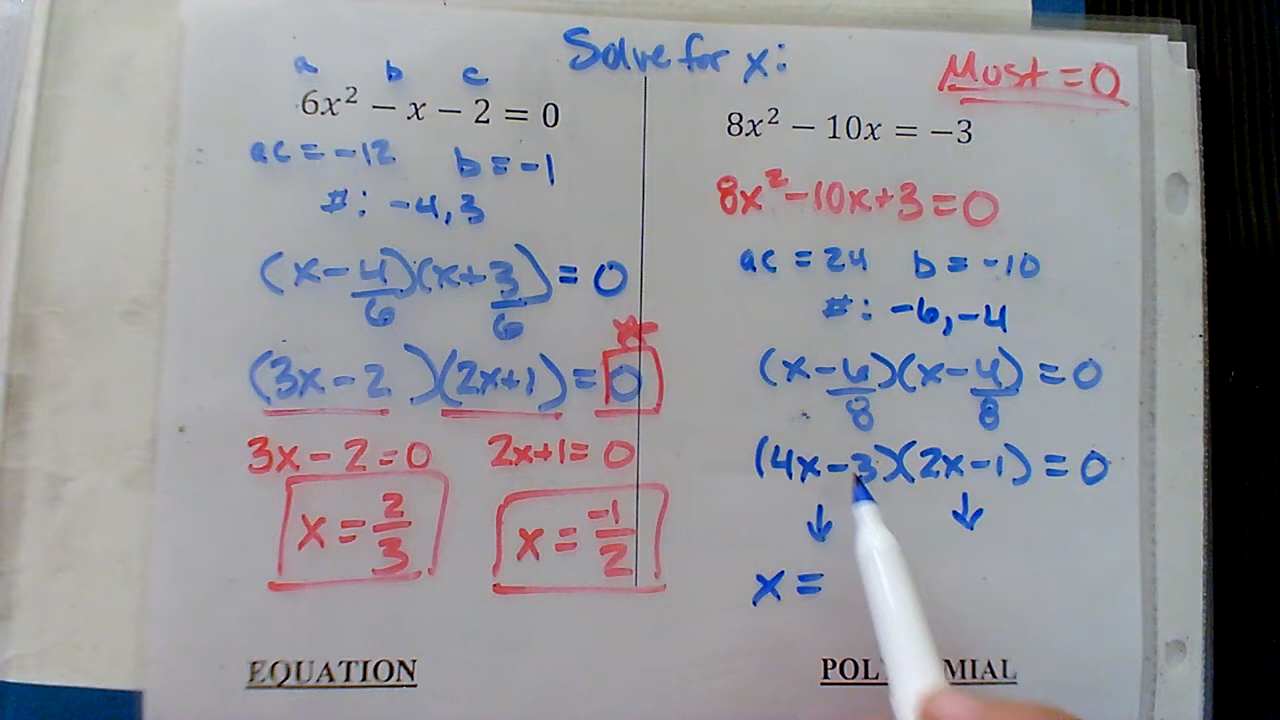 Solve for x:
a b c
6x² − x − 2 = 0
ac = -12 b = -1
#: -4, 3
(x - 4/6)(x + 3/6) = 0
*
(3x - 2 )(2x+1) = 0
3x - 2 = 0 2x+1 = 0
x = 2/3 x = -1/2
EQUATION
Must = 0
8x² − 10x = −3
8x² - 10x + 3 = 0
ac = 24 b = -10
#: -6, -4
(x - 6/8)(x - 4/8) = 0
(4x - 3)(2x - 1) = 0
↓ ↓
x =
POL MIAL